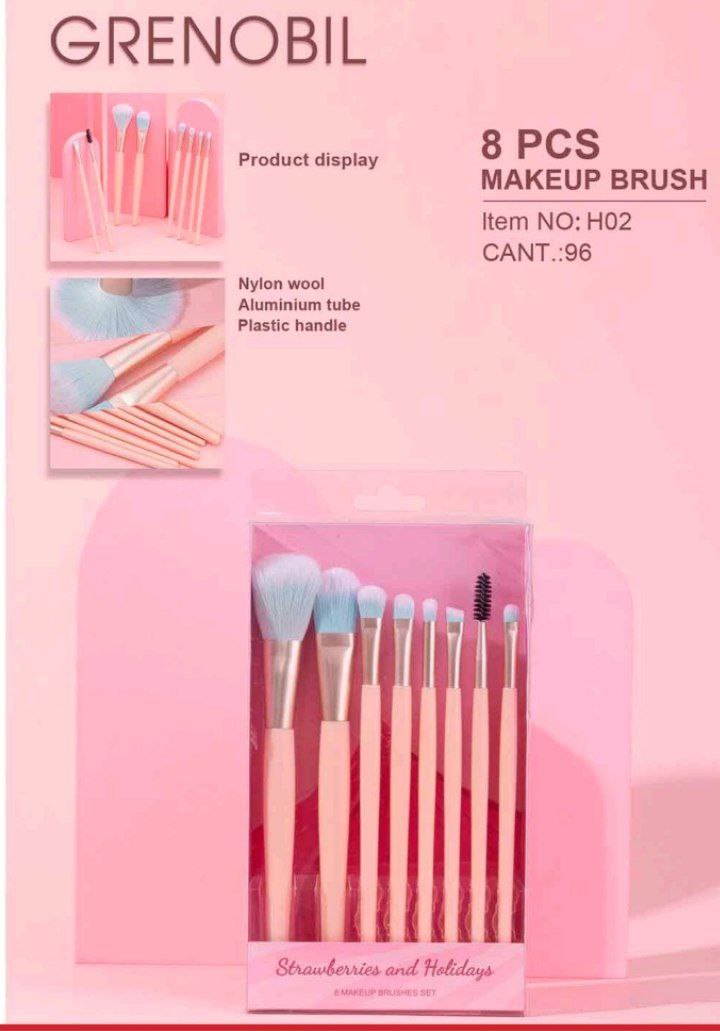 GRENOBIL
Product display
8 PCS
MAKEUP BRUSH
Item NO: H02
CANT.:96
Nylon wool
Aluminium tube
Plastic handle
Strawberries and Holidays
8 MAKEUP BRUSHES SET